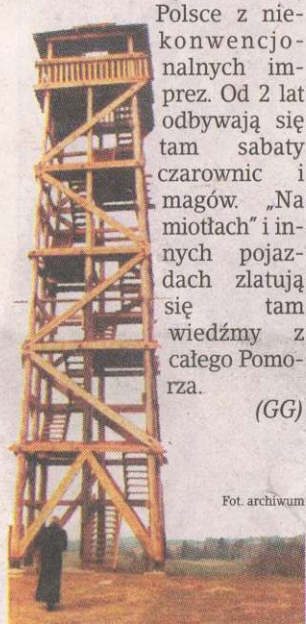 Polsce z nie-
konwencjo-
nalnych im-
prez. Od 2 lat
odbywają się
tam sabaty
czarownic i
magów. „Na
miotłach” i in-
nych pojaz-
dach zlatują
się tam
wiedźmy z
całego Pomo-
rza.
(GG)
Fot. archiwum